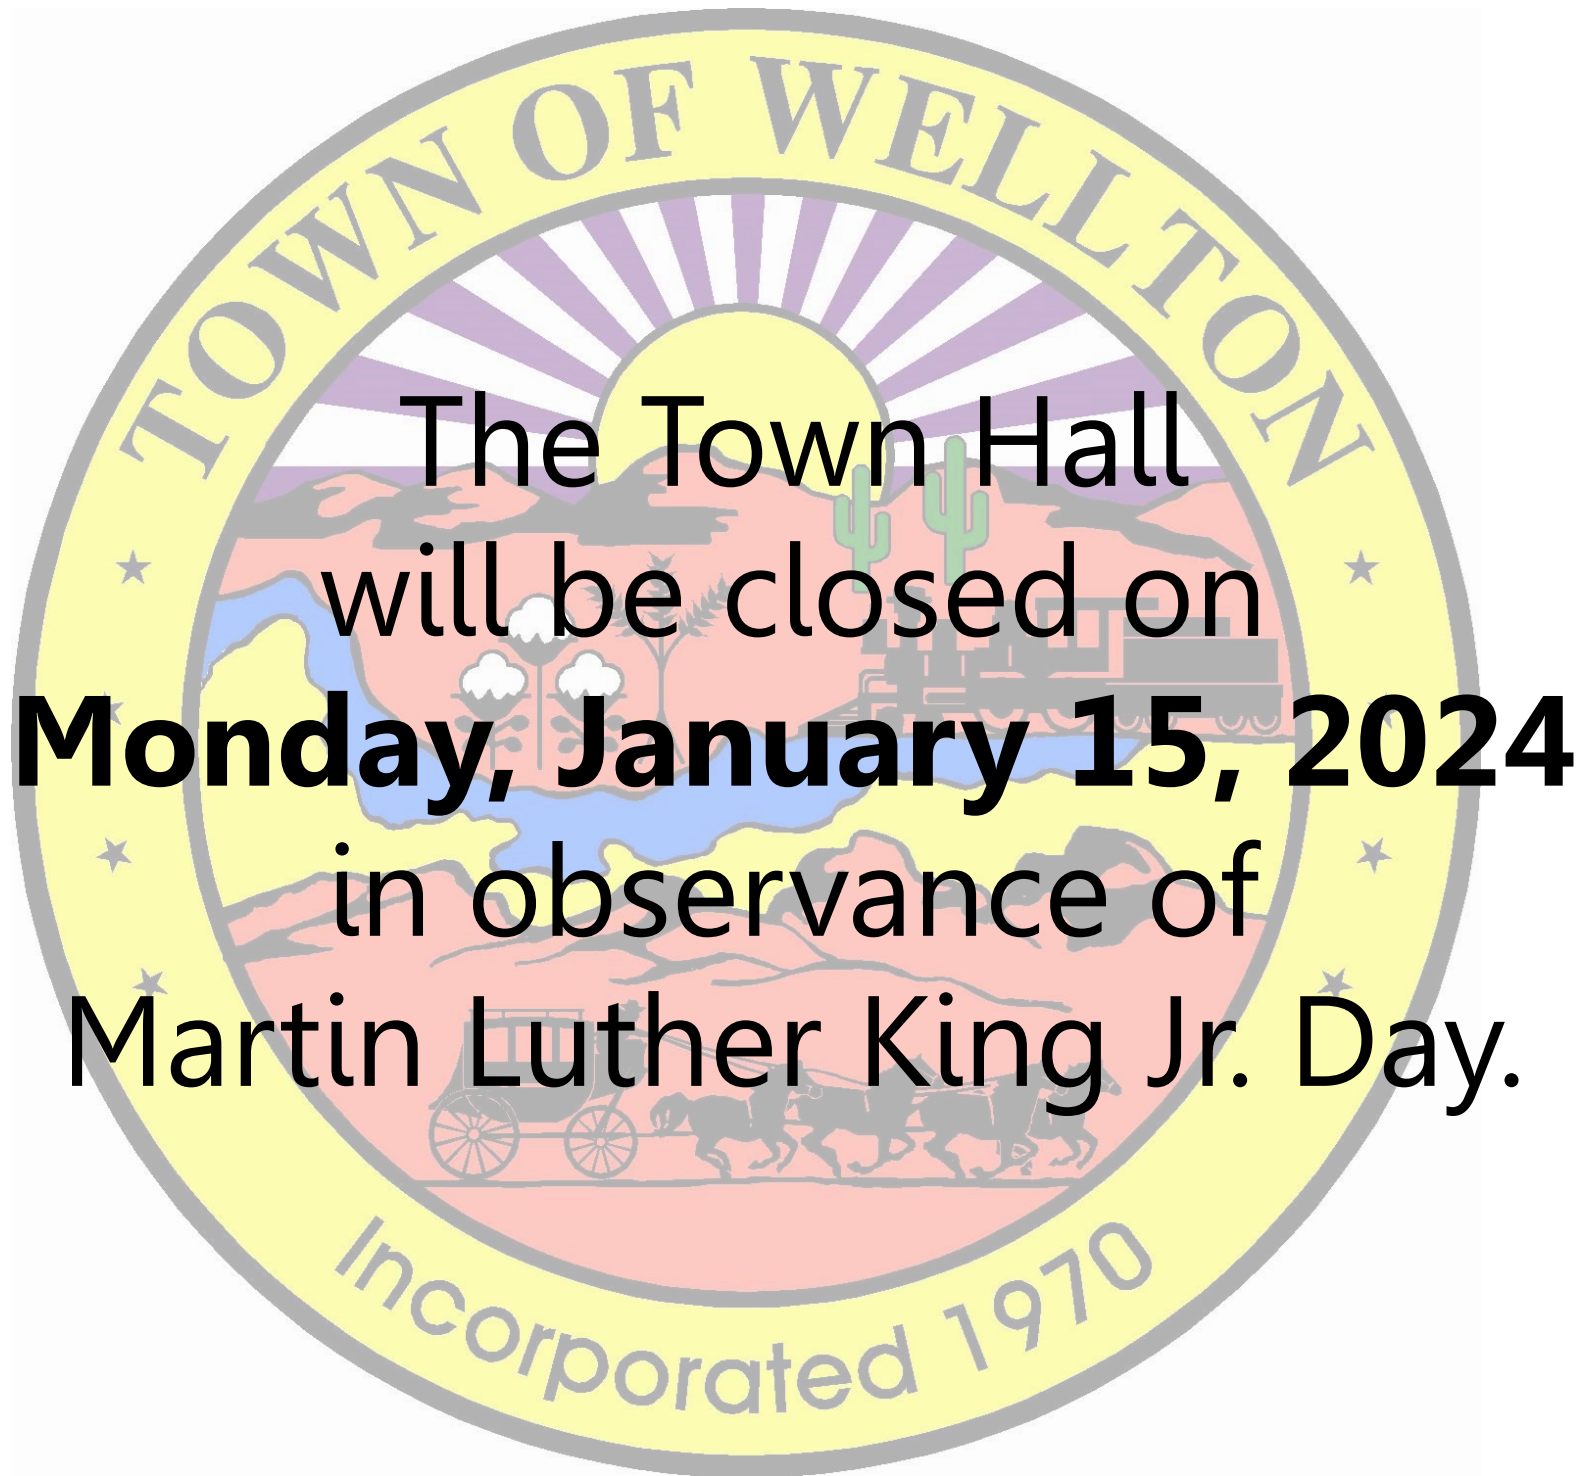 TOWN OF WELLTON
The Town Hall
will be closed on
Monday, January 15, 2024
in observance of
Martin Luther King Jr. Day.
Incorporated 1970